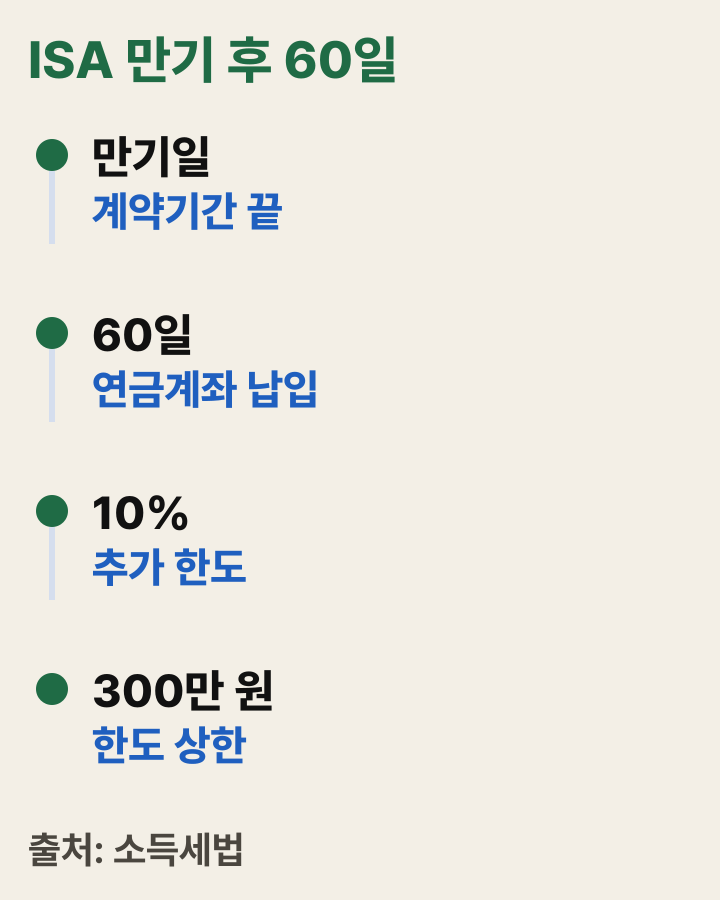 ISA 만기 후 60일
만기일
계약기간 끝
60일
연금계좌 납입
10%
추가 한도
300만 원
한도 상한
출처: 소득세법